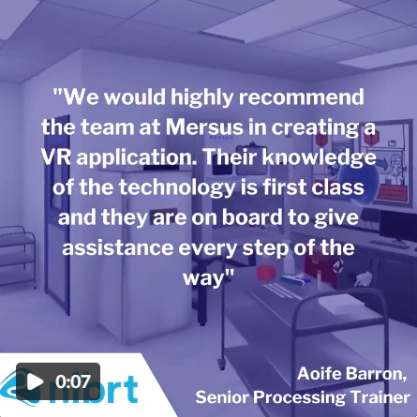 "We would highly recommend
the team at Mersus in creating a
VR application. Their knowledge
of the technology is first class
and they are on board to give
assistance every step of the
way"
0:07
Aoife Barron,
Senior Processing Trainer